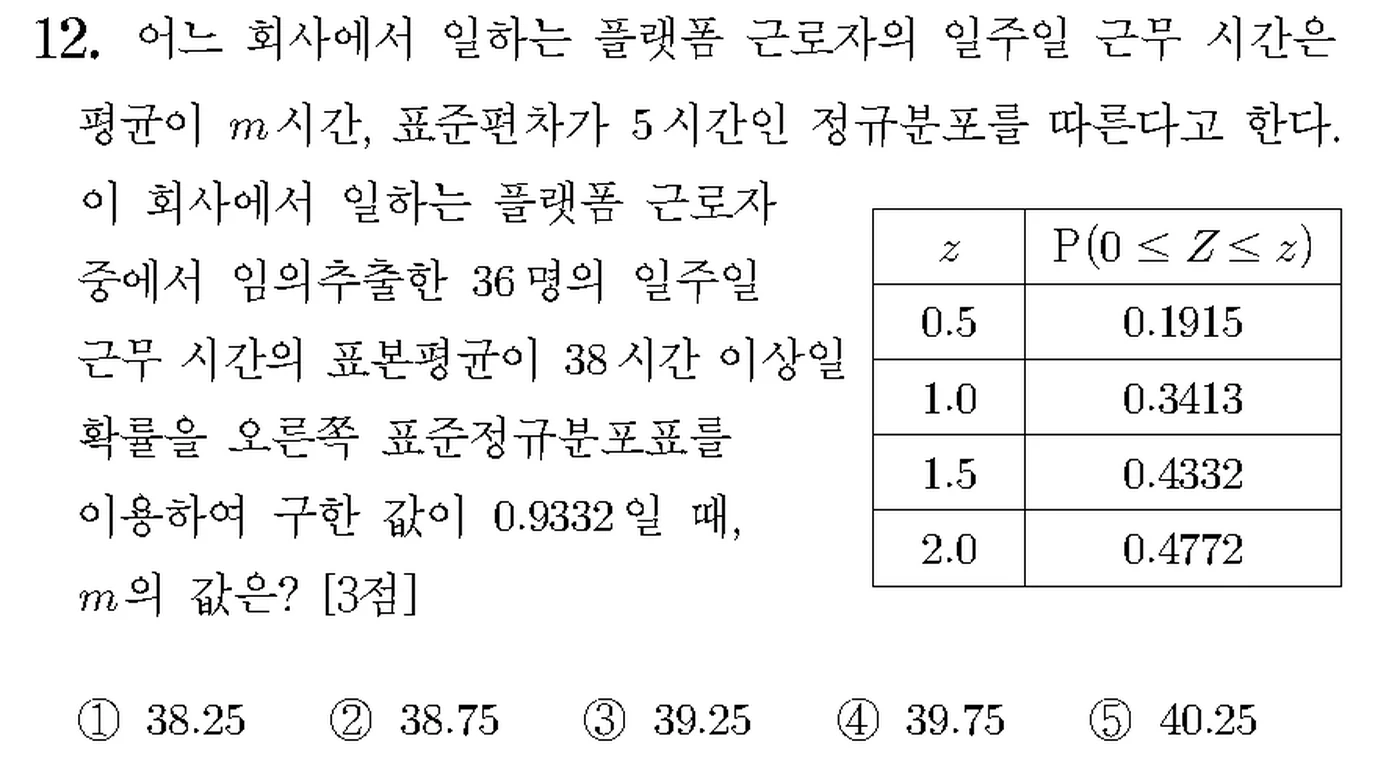 12. 어느 회사에서 일하는 플랫폼 근로자의 일주일 근무 시간은
평균이 m시간, 표준편차가 5시간인 정규분포를 따른다고 한다.
이 회사에서 일하는 플랫폼 근로자
중에서 임의추출한 36명의 일주일
근무 시간의 표본평균이 38시간 이상일
확률을 오른쪽 표준정규분포표를
이용하여 구한 값이 0.9332일 때,
m의 값은? [3점]
z P(0 ≤ Z ≤ z)
0.5 0.1915
1.0 0.3413
1.5 0.4332
2.0 0.4772
① 38.25 ② 38.75 ③ 39.25 ④ 39.75 ⑤ 40.25